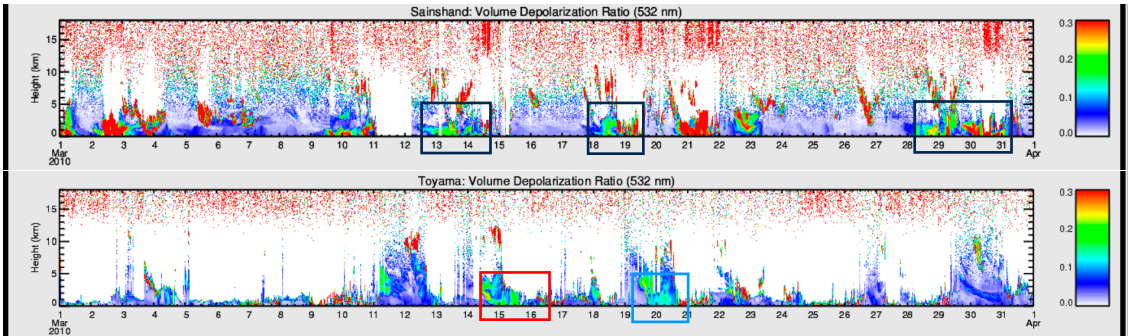 Sainshand: Volume Depolarization Ratio (532 nm)
Height (km)
15
10
5
0
1 2 3 4 5 6 7 8 9 10 11 12 13 14 15 16 17 18 19 20 21 22 23 24 25 26 27 28 29 30 31 1
Mar Apr
2010
0.3
0.2
0.1
0.0
Toyama: Volume Depolarization Ratio (532 nm)
Height (km)
15
10
5
0
1 2 3 4 5 6 7 8 9 10 11 12 13 14 15 16 17 18 19 20 21 22 23 24 25 26 27 28 29 30 31 1
Mar Apr
2010
0.3
0.2
0.1
0.0